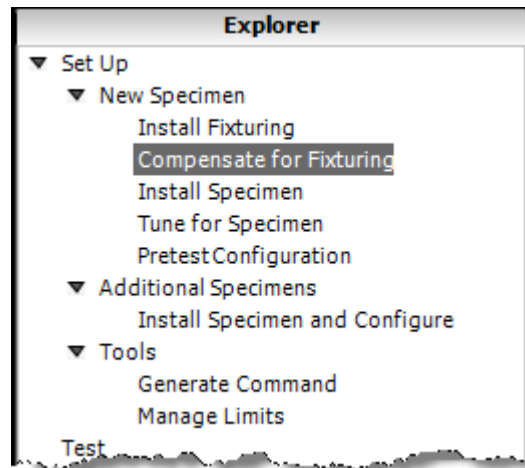 Explorer
Set Up
New Specimen
Install Fixturing
Compensate for Fixturing
Install Specimen
Tune for Specimen
Pretest Configuration
Additional Specimens
Install Specimen and Configure
Tools
Generate Command
Manage Limits
Test